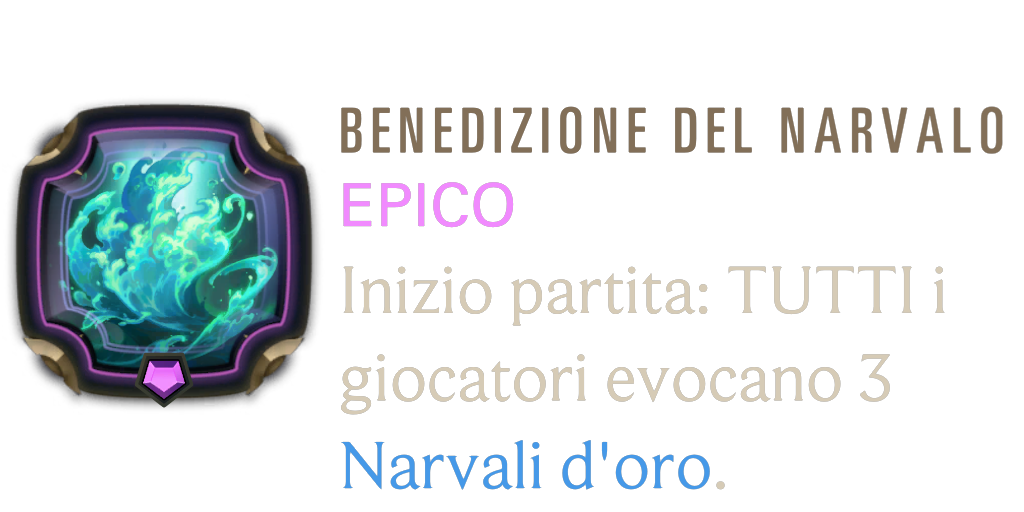 BENEDIZIONE DEL NARVALO
EPICO
Inizio partita: TUTTI i
giocatori evocano 3
Narvali d'oro.